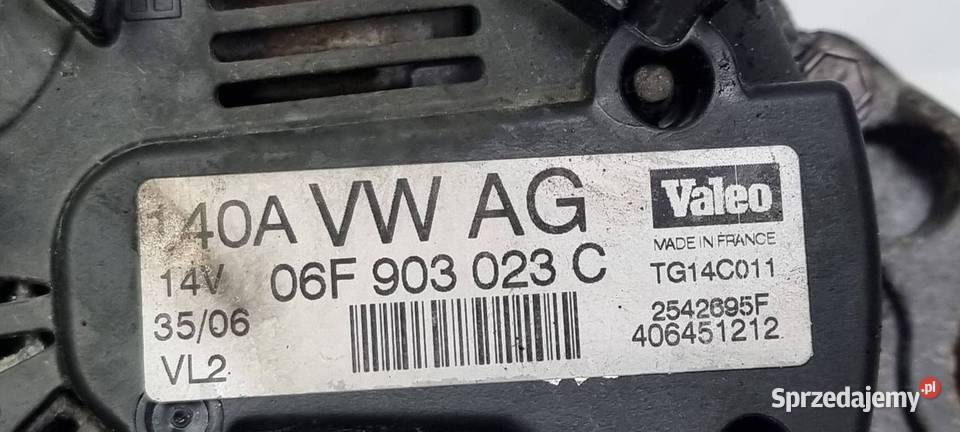 140A VW AG
14V 06F 903 023 C
35/06
VL2
Valeo
MADE IN FRANCE
TG14C011
2542695F
406451212
Sprzedajemy.pl